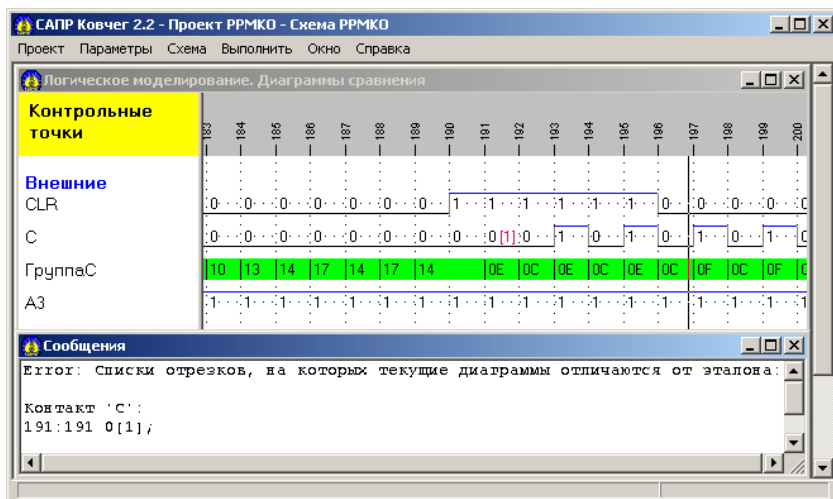 САПР Ковчег 2.2 - Проект РРМКО - Схема РРМКО
Проект Параметры Схема Выполнить Окно Справка
Логическое моделирование. Диаграммы сравнения
Контрольные
точки
183 184 185 186 187 188 189 190 191 192 193 194 195 196 197 198 199 200
Внешние
CLR 0 0 0 0 0 0 0 1 1 1 1 1 1 0 0 0 0 0
C 0 0 0 0 0 0 0 0 0[1] 0 1 0 1 0 1 0 1 0
ГруппаС 10 13 14 17 14 17 14 0E 0C 0E 0C 0E 0C 0F 0C 0F
A3 1 1 1 1 1 1 1 1 1 1 1 1 1 1 1 1 1 1
Сообщения
Error: Списки отрезков, на которых текущие диаграммы отличаются от эталона:
Контакт 'C':
191:191 0[1];